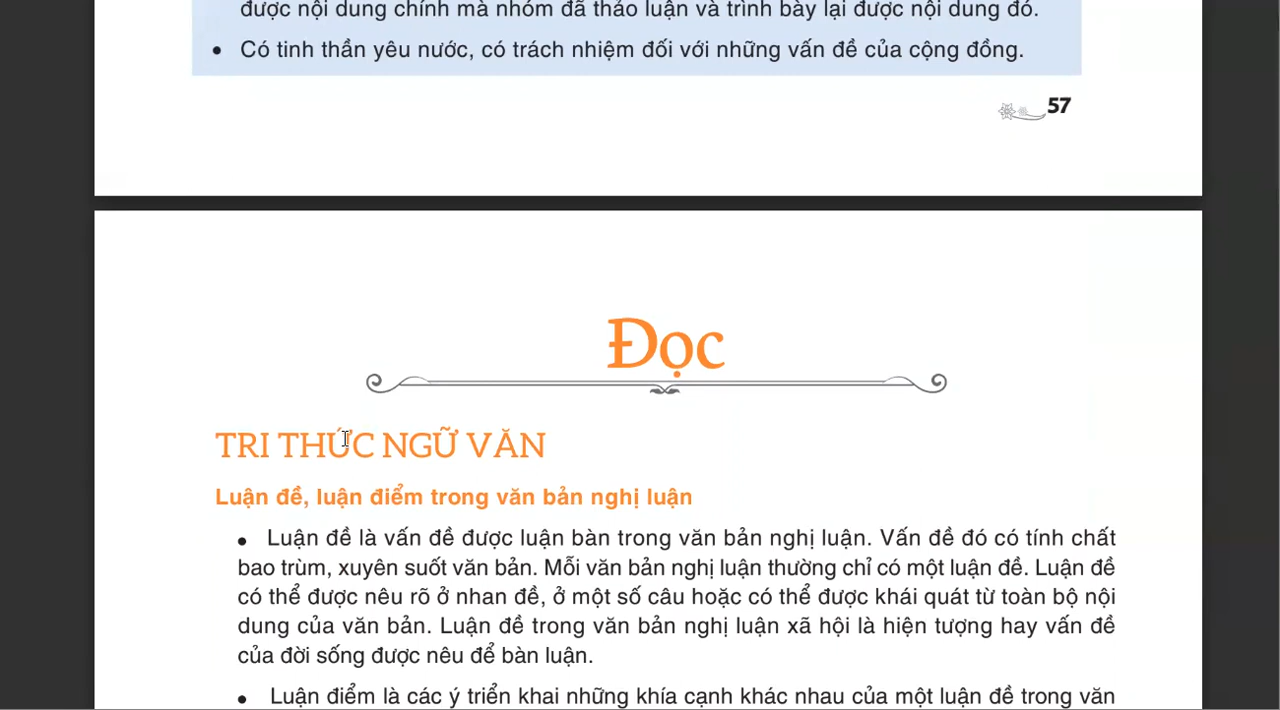 được nội dung chính mà nhóm đã thảo luận và trình bày lại được nội dung đó.
• Có tinh thần yêu nước, có trách nhiệm đối với những vấn đề của cộng đồng.
57
Đọc
TRI THỨC NGỮ VĂN
Luận đề, luận điểm trong văn bản nghị luận
• Luận đề là vấn đề được luận bàn trong văn bản nghị luận. Vấn đề đó có tính chất
bao trùm, xuyên suốt văn bản. Mỗi văn bản nghị luận thường chỉ có một luận đề. Luận đề
có thể được nêu rõ ở nhan đề, ở một số câu hoặc có thể được khái quát từ toàn bộ nội
dung của văn bản. Luận đề trong văn bản nghị luận xã hội là hiện tượng hay vấn đề
của đời sống được nêu để bàn luận.
• Luận điểm là các ý triển khai những khía cạnh khác nhau của một luận đề trong văn